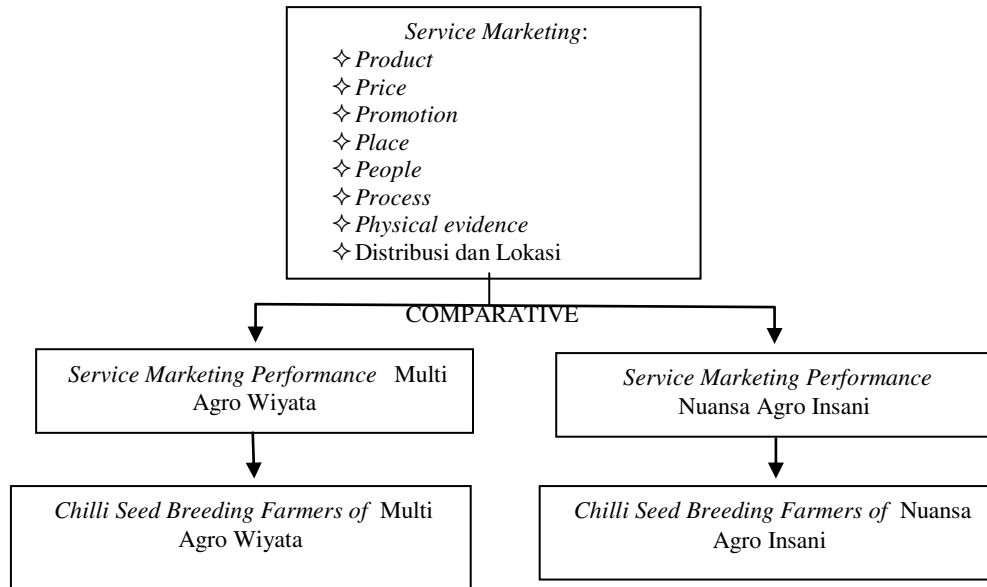 Service Marketing:
✧ Product
✧ Price
✧ Promotion
✧ Place
✧ People
✧ Process
✧ Physical evidence
✧ Distribusi dan Lokasi
COMPARATIVE
Service Marketing Performance Multi
Agro Wiyata
Service Marketing Performance
Nuansa Agro Insani
Chilli Seed Breeding Farmers of Multi
Agro Wiyata
Chilli Seed Breeding Farmers of Nuansa
Agro Insani